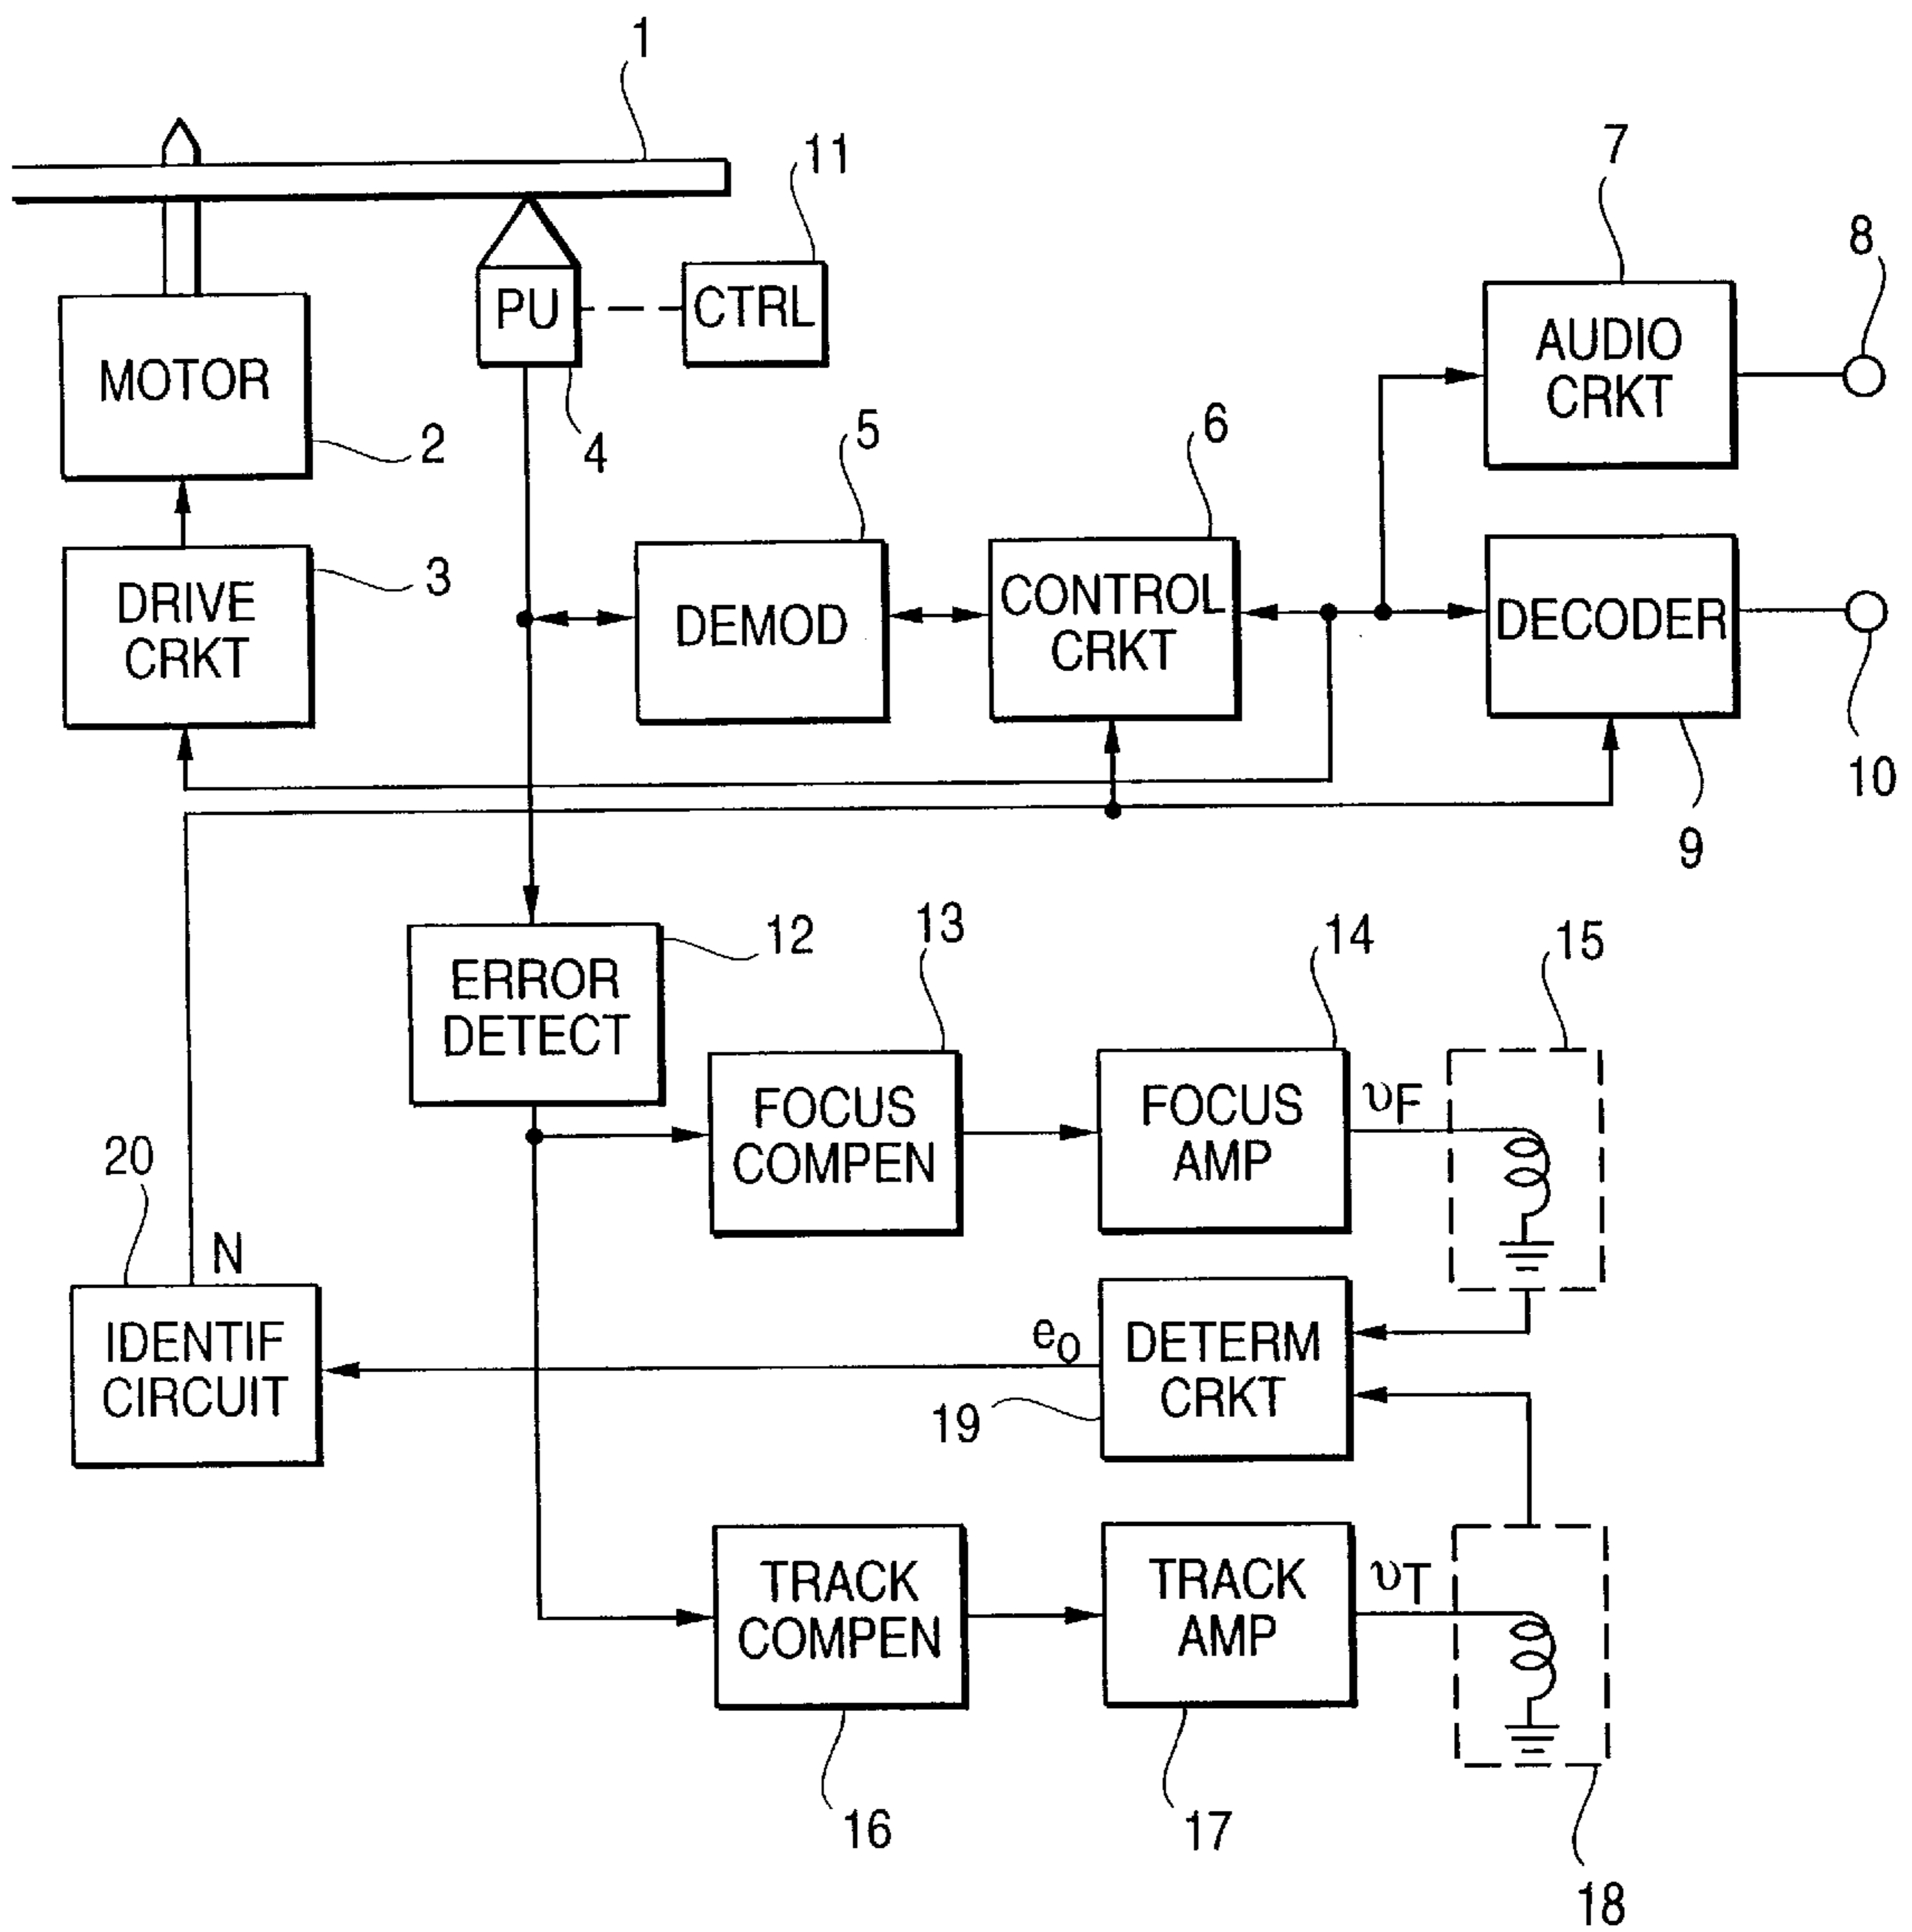 1
11
7
8
PU
CTRL
AUDIO
CRKT
MOTOR
2
4
5
6
DRIVE
CRKT
3
DEMOD
CONTROL
CRKT
DECODER
10
9
12
13
14
15
ERROR
DETECT
FOCUS
COMPEN
FOCUS
AMP
υF
20
N
IDENTIF
CIRCUIT
eO
DETERM
CRKT
19
TRACK
COMPEN
TRACK
AMP
υT
16
17
18